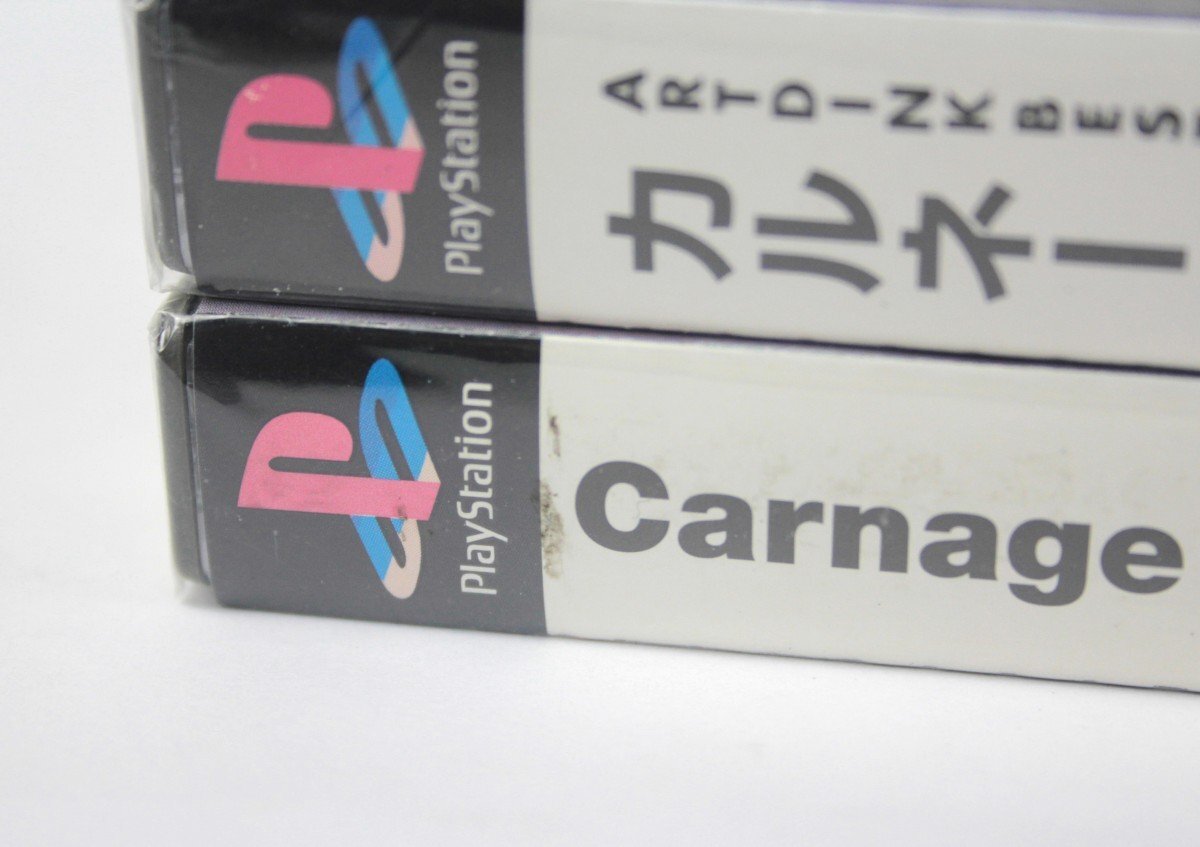 PlayStation
ARTDINK BES
カルネー
PlayStation
Carnage